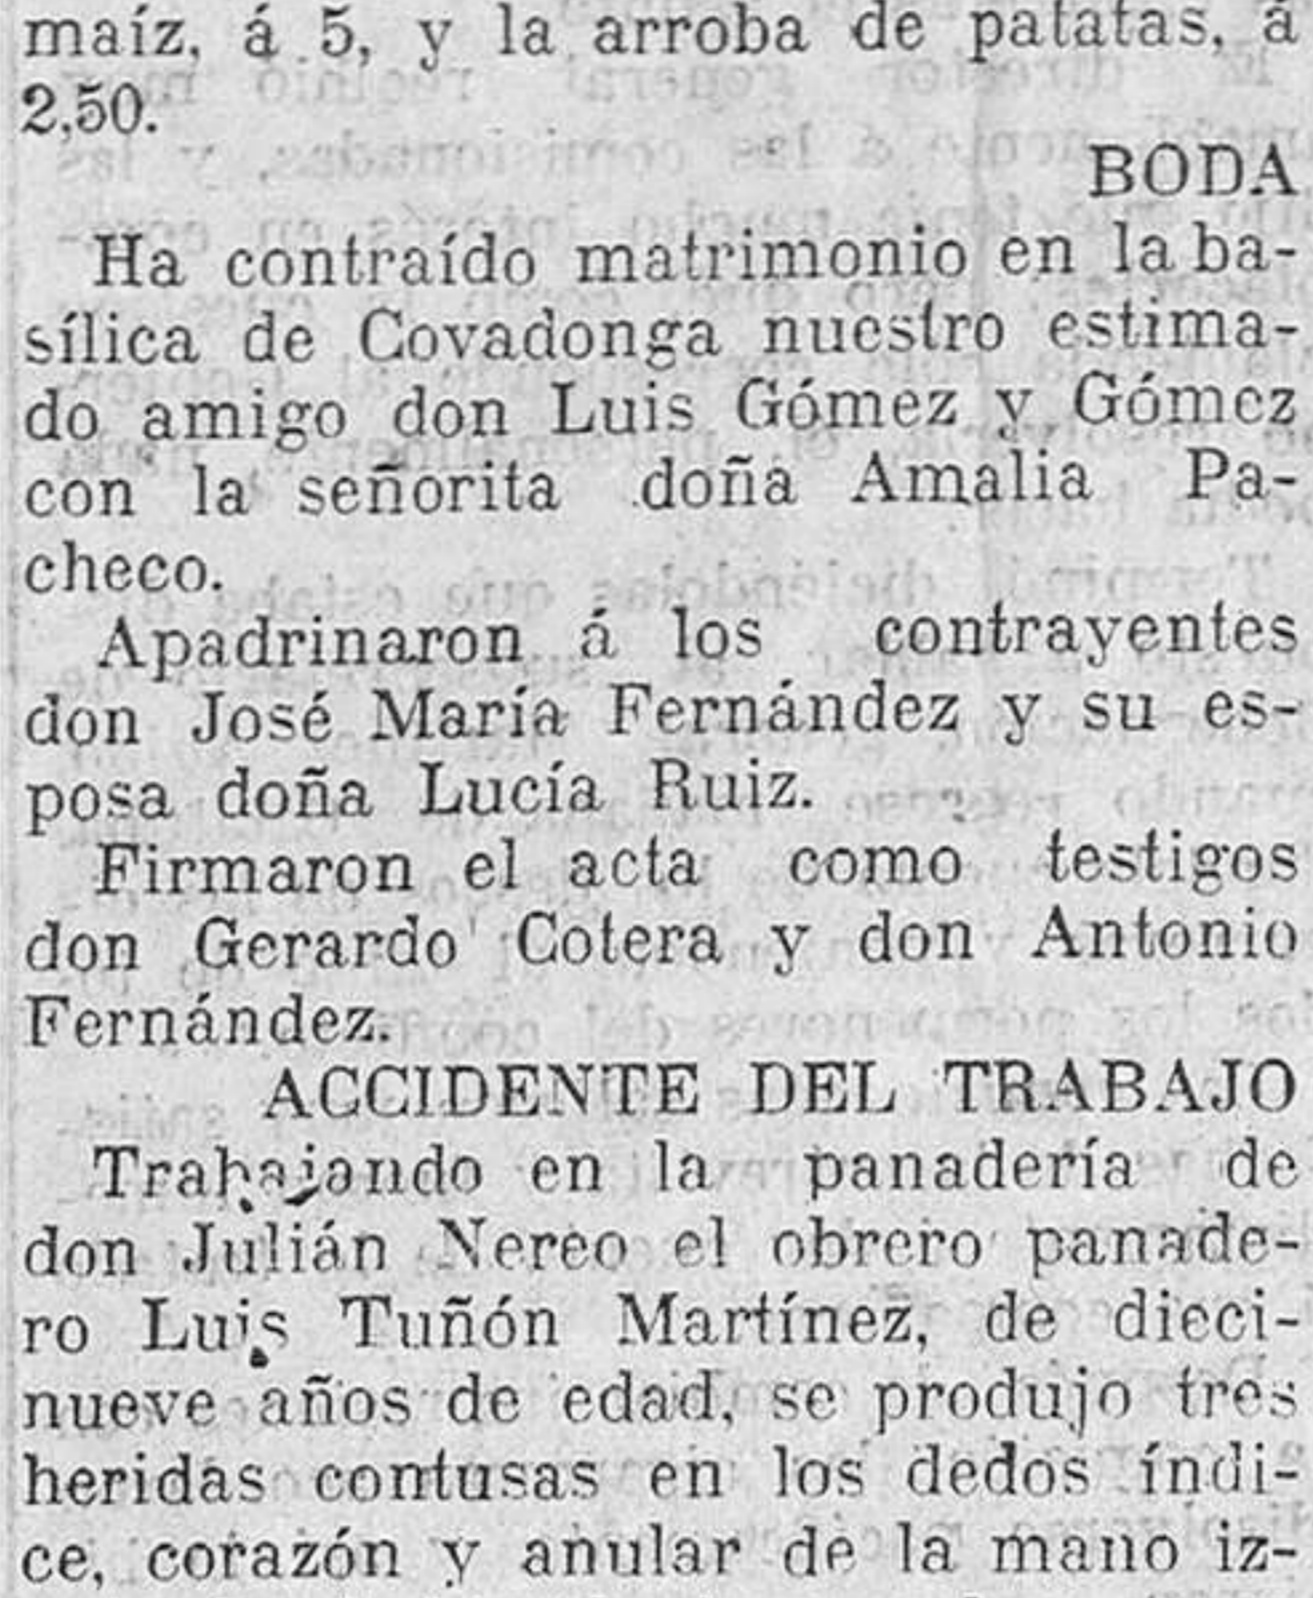 maíz, á 5, y la arroba de patatas, á
2,50.
BODA
Ha contraído matrimonio en la ba-
sílica de Covadonga nuestro estima-
do amigo don Luis Gómez y Gómez
con la señorita doña Amalia Pa-
checo.
Apadrinaron á los contrayentes
don José María Fernández y su es-
posa doña Lucía Ruiz.
Firmaron el acta como testigos
don Gerardo Cotera y don Antonio
Fernández.
ACCIDENTE DEL TRABAJO
Trabajando en la panadería de
don Julián Nereo el obrero panade-
ro Luis Tuñón Martínez, de dieci-
nueve años de edad, se produjo tres
heridas contusas en los dedos índi-
ce, corazón y anular de la mano iz-